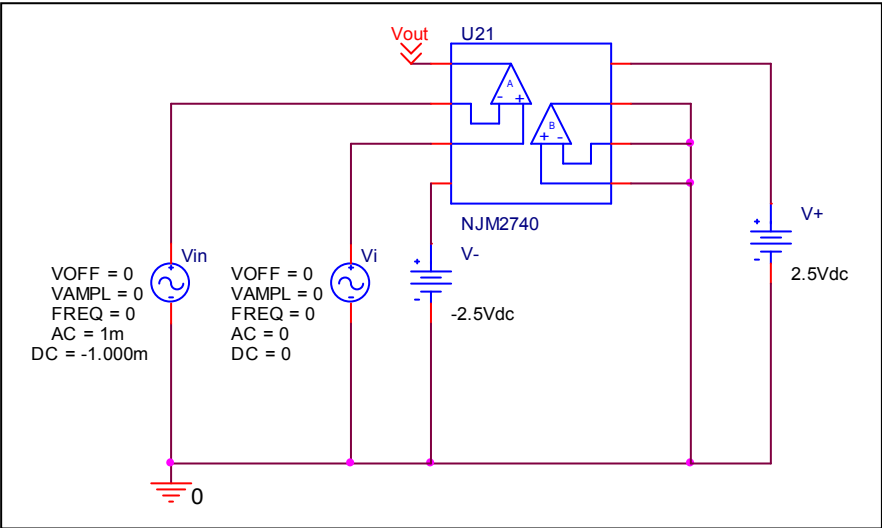 Vout
U21
A
- +
B
+ -
NJM2740
+
V+
-
2.5Vdc
+
V-
-
-2.5Vdc
+
Vin
-
VOFF = 0
VAMPL = 0
FREQ = 0
AC = 1m
DC = -1.000m
+
Vi
-
VOFF = 0
VAMPL = 0
FREQ = 0
AC = 0
DC = 0
0